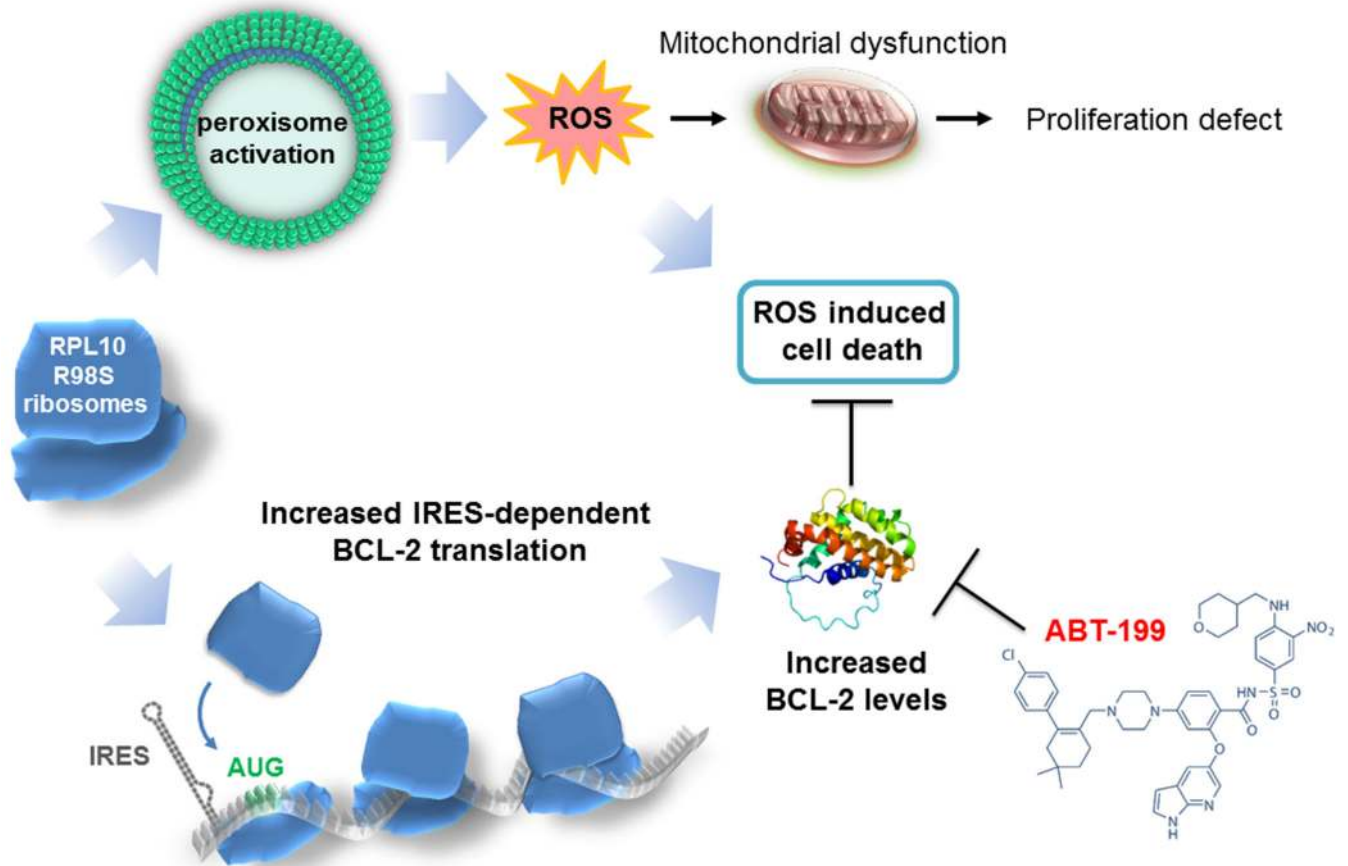 Mitochondrial dysfunction
peroxisome
activation
ROS
Proliferation defect
ROS induced
cell death
RPL10
R98S
ribosomes
Increased IRES-dependent
BCL-2 translation
IRES
AUG
Increased
BCL-2 levels
ABT-199
NH
O
NO₂
Cl
HN
S
O
O
N
N
O
O
N
N
H